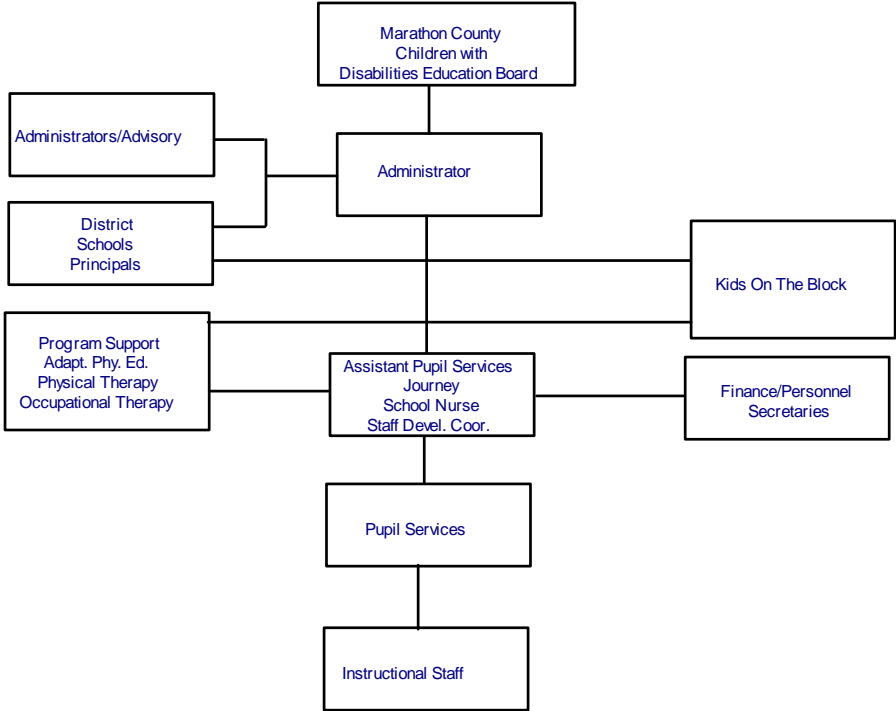 Marathon County
Children with
Disabilities Education Board
Administrators/Advisory
Administrator
District
Schools
Principals
Kids On The Block
Program Support
Adapt. Phy. Ed.
Physical Therapy
Occupational Therapy
Assistant Pupil Services
Journey
School Nurse
Staff Devel. Coor.
Finance/Personnel
Secretaries
Pupil Services
Instructional Staff